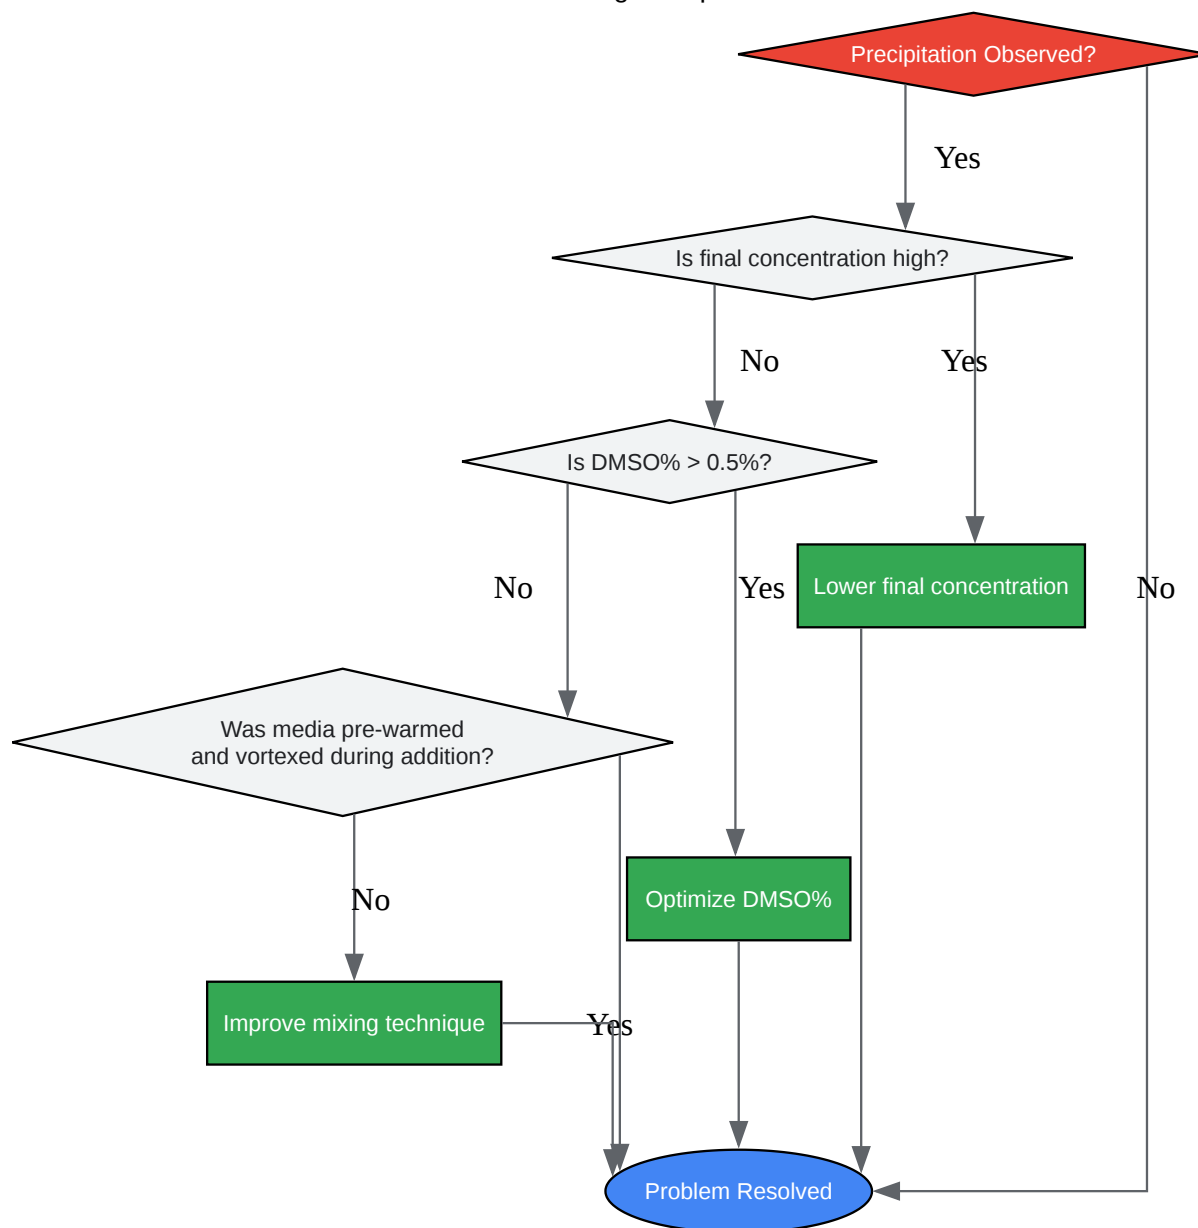 Precipitation Observed?
Yes
Is final concentration high?
No
Yes
Is DMSO% > 0.5%?
No
Yes
Lower final concentration
No
Was media pre-warmed
and vortexed during addition?
No
Optimize DMSO%
Improve mixing technique
Yes
Problem Resolved